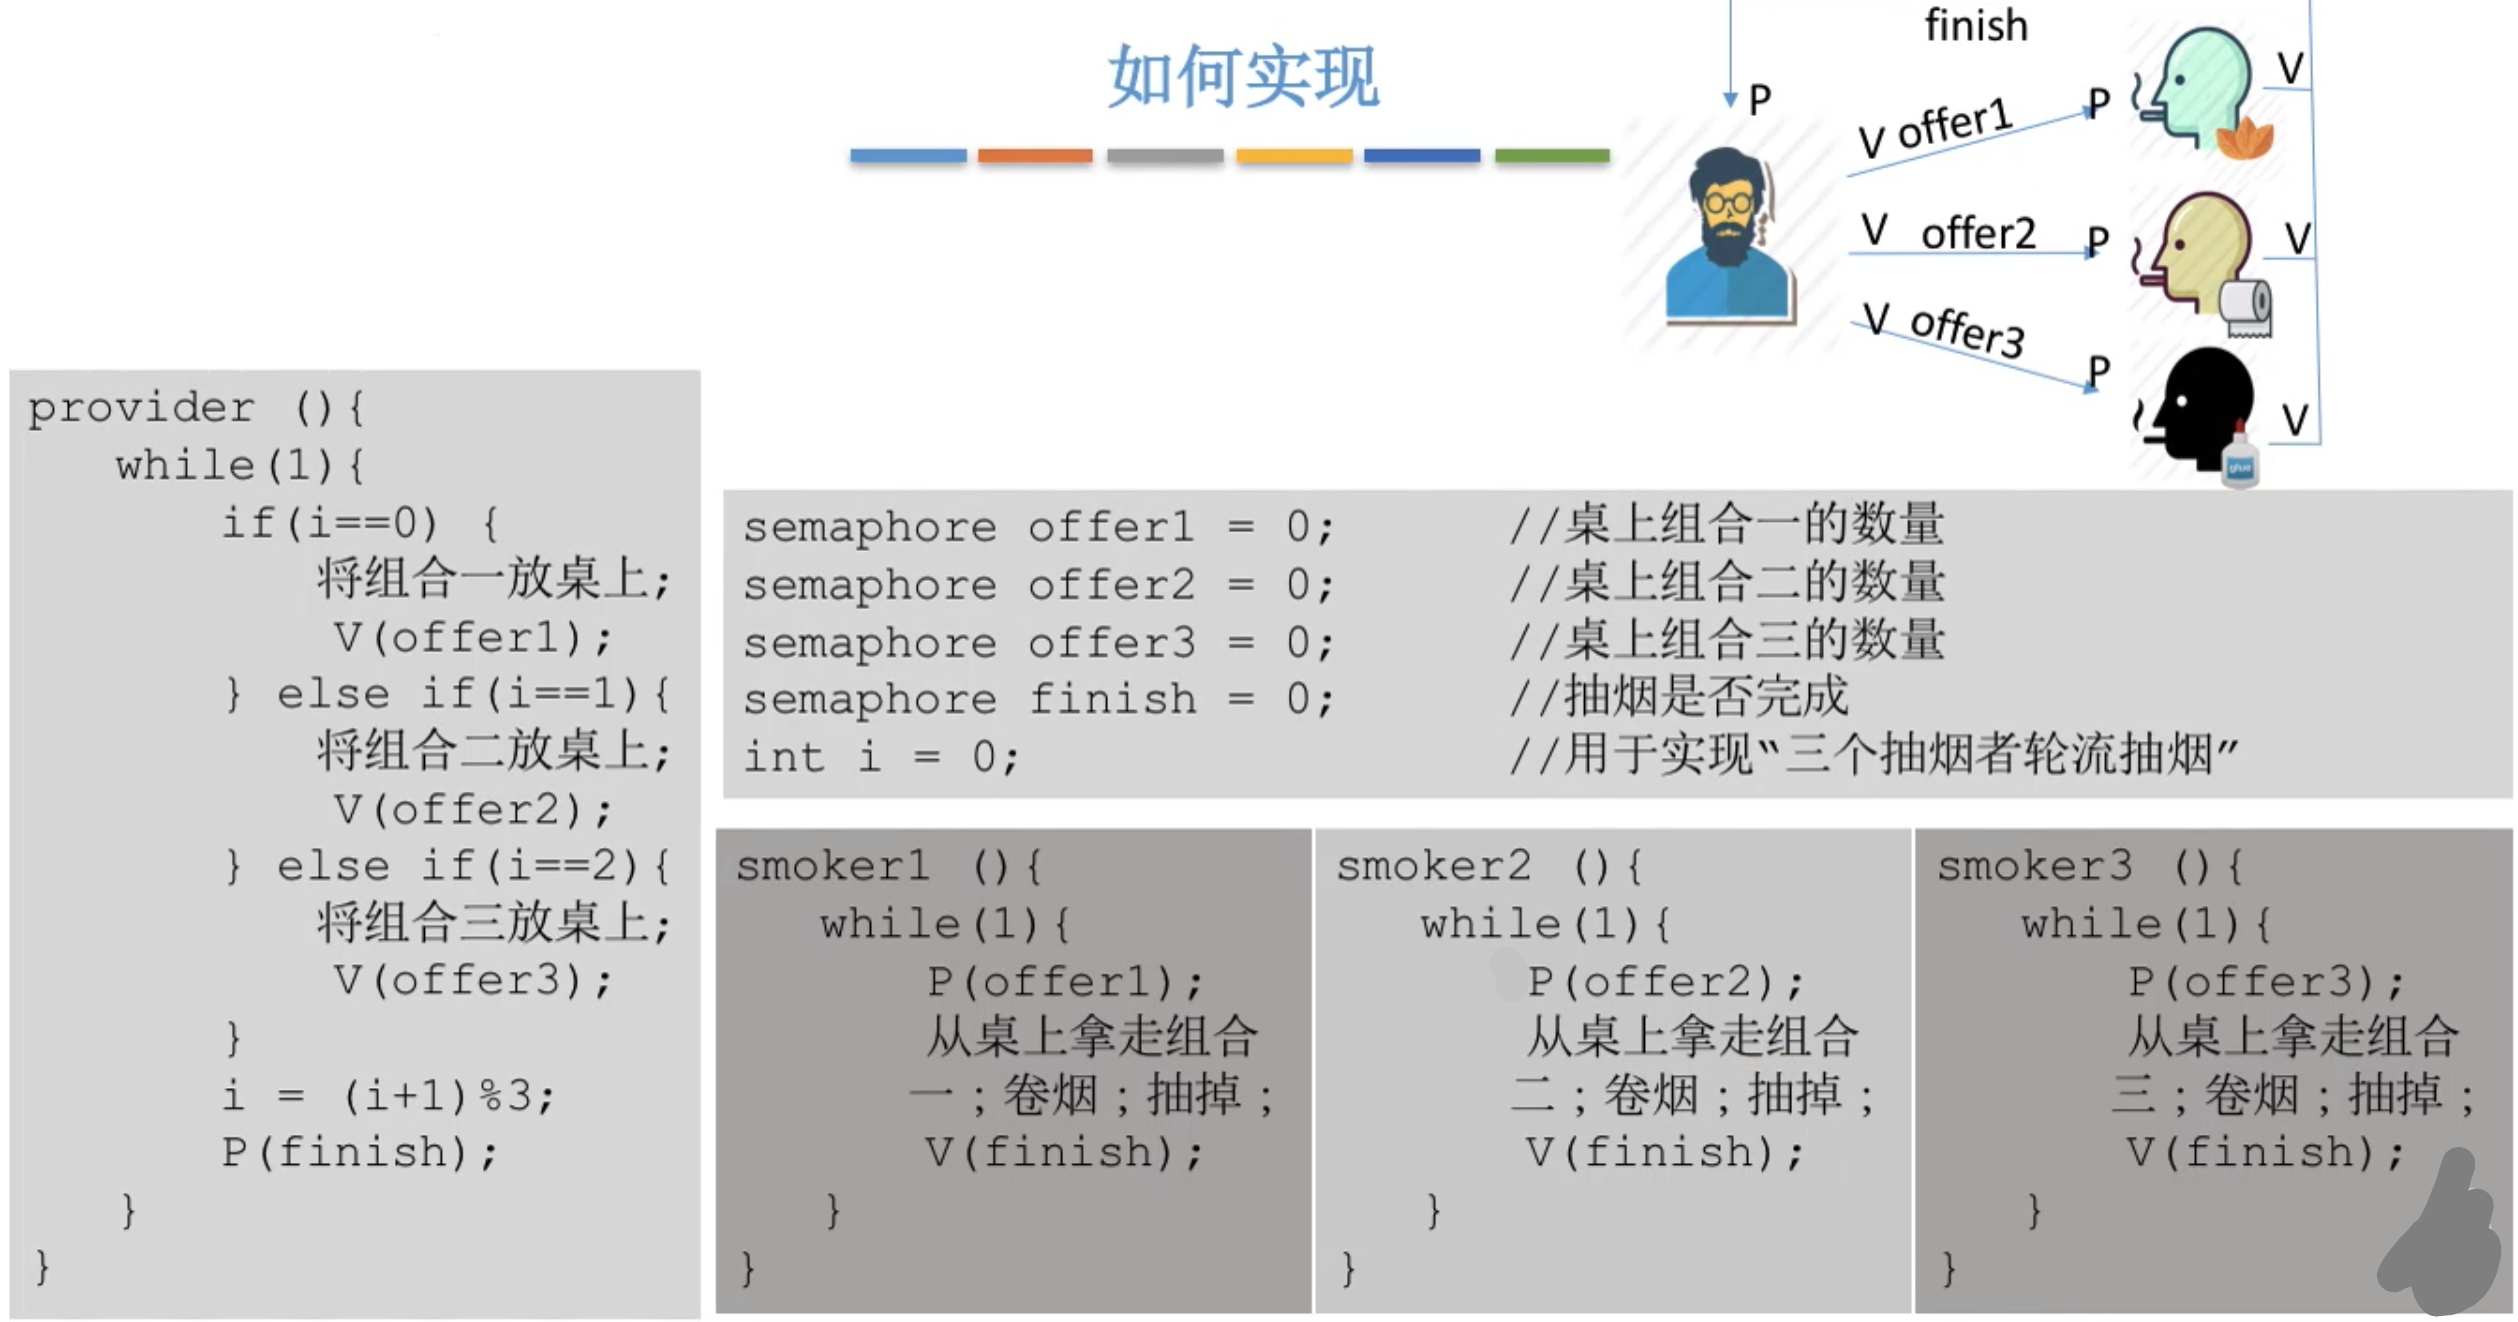 如何实现
finish
P
V offer1 P
V
V offer2 P
V
V offer3 P
V
glue
provider (){
while(1){
if(i==0) {
将组合一放桌上;
V(offer1);
} else if(i==1){
将组合二放桌上;
V(offer2);
} else if(i==2){
将组合三放桌上;
V(offer3);
}
i = (i+1)%3;
P(finish);
}
}
semaphore offer1 = 0; //桌上组合一的数量
semaphore offer2 = 0; //桌上组合二的数量
semaphore offer3 = 0; //桌上组合三的数量
semaphore finish = 0; //抽烟是否完成
int i = 0; //用于实现“三个抽烟者轮流抽烟”
smoker1 (){
while(1){
P(offer1);
从桌上拿走组合
一；卷烟；抽掉；
V(finish);
}
}
smoker2 (){
while(1){
P(offer2);
从桌上拿走组合
二；卷烟；抽掉；
V(finish);
}
}
smoker3 (){
while(1){
P(offer3);
从桌上拿走组合
三；卷烟；抽掉；
V(finish);
}
}